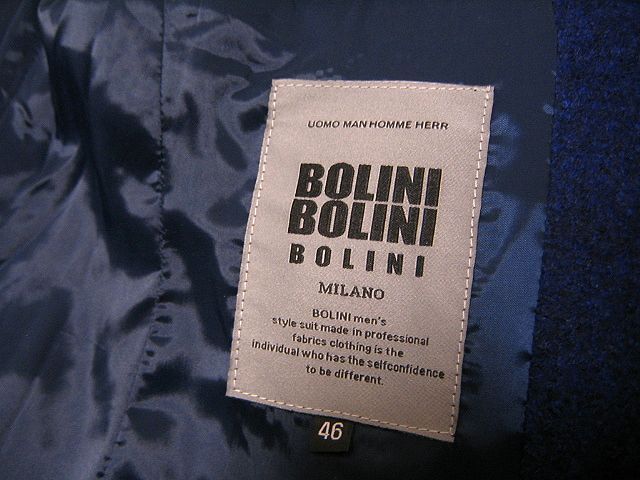 UOMO MAN HOMME HERR
BOLINI
BOLINI
BOLINI
MILANO
BOLINI men's
style suit made in professional
fabrics clothing is the
individual who has the selfconfidence
to be different.
46